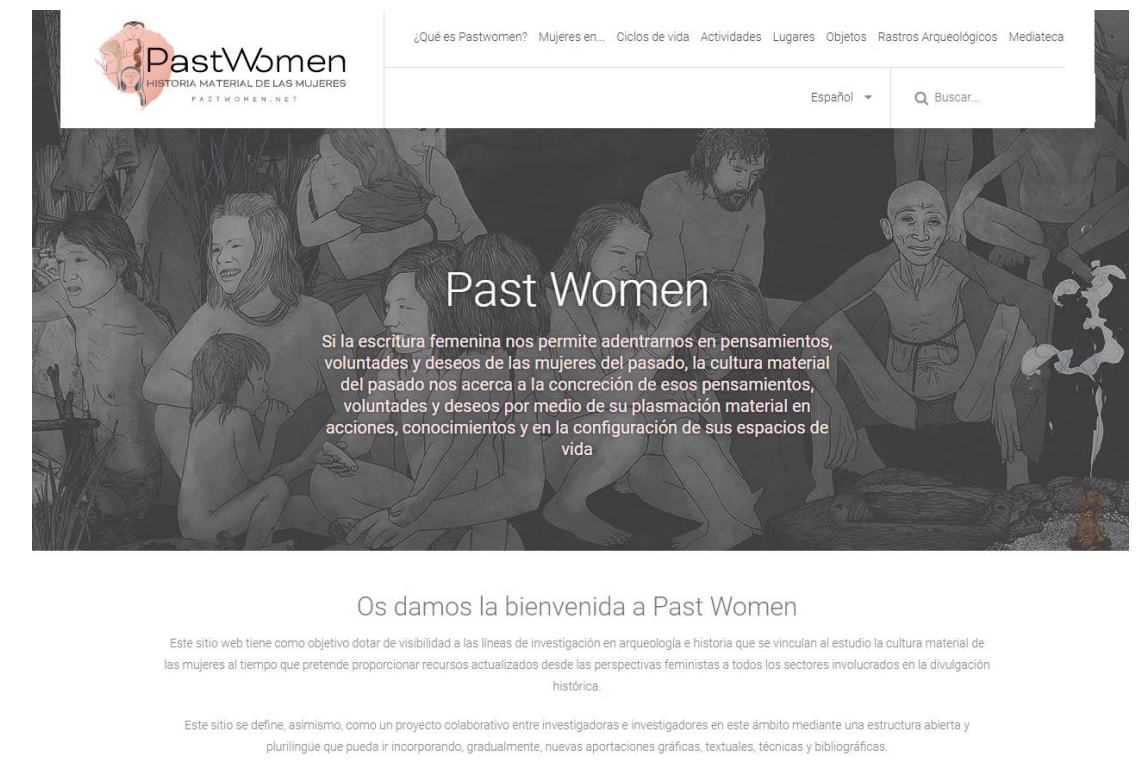 PastWomen
HISTORIA MATERIAL DE LAS MUJERES
PASTWOMEN.NET
¿Qué es Pastwomen? Mujeres en... Ciclos de vida Actividades Lugares Objetos Rastros Arqueológicos Mediateca
Español
Buscar...
Past Women
Si la escritura femenina nos permite adentrarnos en pensamientos,
voluntades y deseos de las mujeres del pasado, la cultura material
del pasado nos acerca a la concreción de esos pensamientos,
voluntades y deseos por medio de su plasmación material en
acciones, conocimientos y en la configuración de sus espacios de
vida
Os damos la bienvenida a Past Women
Este sitio web tiene como objetivo dotar de visibilidad a las líneas de investigación en arqueología e historia que se vinculan al estudio la cultura material de
las mujeres al tiempo que pretende proporcionar recursos actualizados desde las perspectivas feministas a todos los sectores involucrados en la divulgación
histórica.
Este sitio se define, asimismo, como un proyecto colaborativo entre investigadoras e investigadores en este ámbito mediante una estructura abierta y
plurilingüe que pueda ir incorporando, gradualmente, nuevas aportaciones gráficas, textuales, técnicas y bibliográficas.